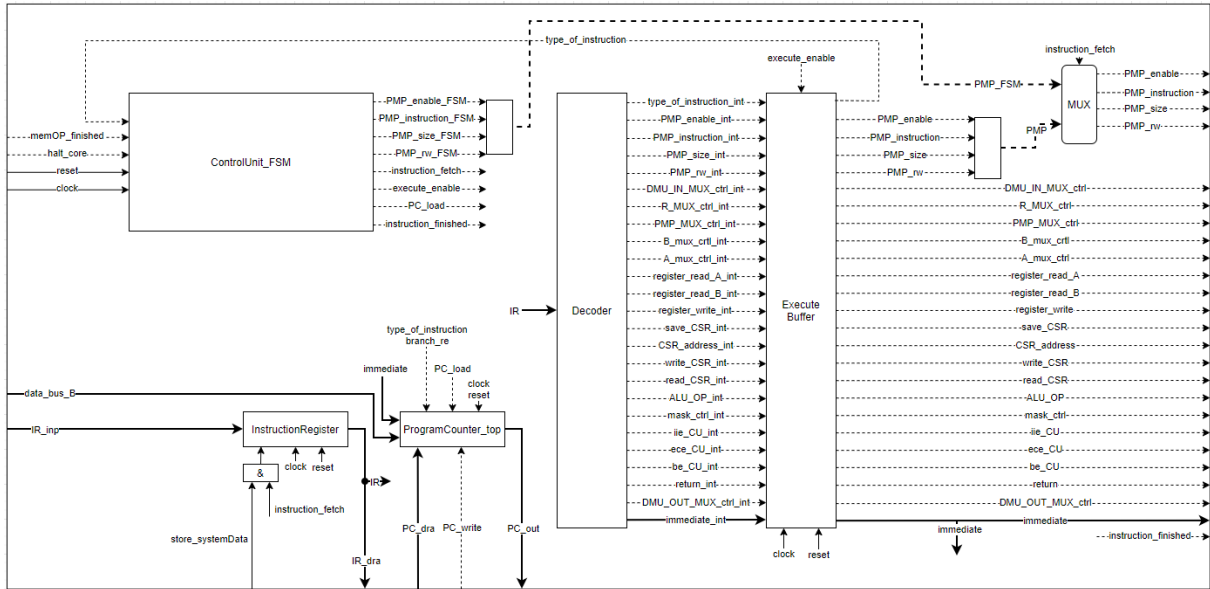 type_of_instruction
instruction_fetch
execute_enable
PMP_FSM
MUX
PMP_enable
PMP_instruction
PMP_size
PMP_rw
PMP
memOP_finished
halt_core
reset
clock
ControlUnit_FSM
PMP_enable_FSM
PMP_instruction_FSM
PMP_size_FSM
PMP_rw_FSM
instruction_fetch
execute_enable
PC_load
instruction_finished
IR
Decoder
type_of_instruction_int
PMP_enable_int
PMP_instruction_int
PMP_size_int
PMP_rw_int
DMU_IN_MUX_ctrl_int
R_MUX_ctrl_int
PMP_MUX_ctrl_int
B_mux_crtl_int
A_mux_ctrl_int
register_read_A_int
register_read_B_int
register_write_int
save_CSR_int
CSR_address_int
write_CSR_int
read_CSR_int
ALU_OP_int
mask_ctrl_int
iie_CU_int
ece_CU_int
be_CU_int
return_int
DMU_OUT_MUX_ctrl_int
immediate_int
Execute
Buffer
clock
reset
PMP_enable
PMP_instruction
PMP_size
PMP_rw
DMU_IN_MUX_ctrl
R_MUX_ctrl
PMP_MUX_ctrl
B_mux_crtl
A_mux_ctrl
register_read_A
register_read_B
register_write
save_CSR
CSR_address
write_CSR
read_CSR
ALU_OP
mask_ctrl
iie_CU
ece_CU
be_CU
return
DMU_OUT_MUX_ctrl
immediate
immediate
instruction_finished
type_of_instruction
branch_re
immediate
PC_load
clock
reset
data_bus_B
IR_inp
InstructionRegister
ProgramCounter_top
&
clock
reset
instruction_fetch
IR
store_systemData
IR_dra
PC_dra
PC_write
PC_out